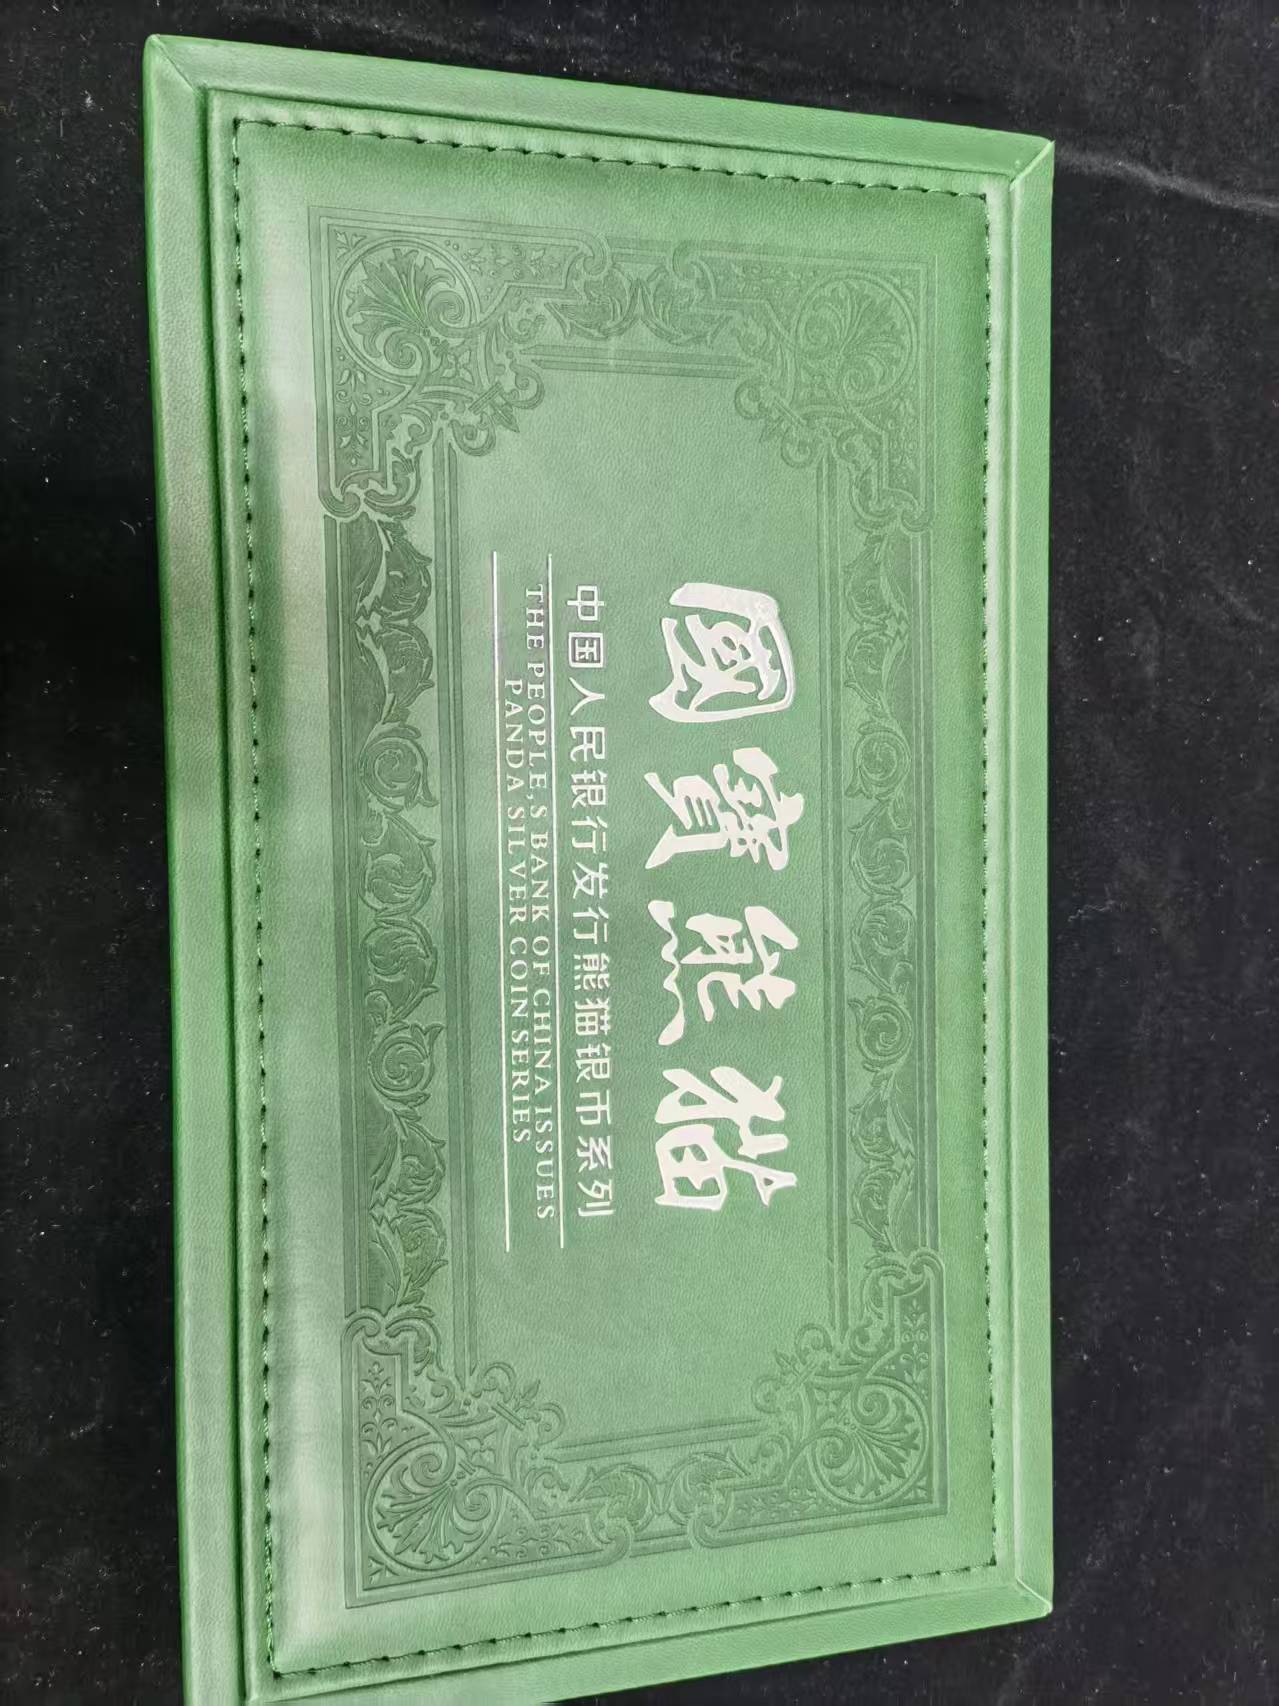 國寶熊猫
中国人民银行发行熊猫银币系列
THE PEOPLE,S BANK OF CHINA ISSUES
PANDA SILVER COIN SERIES